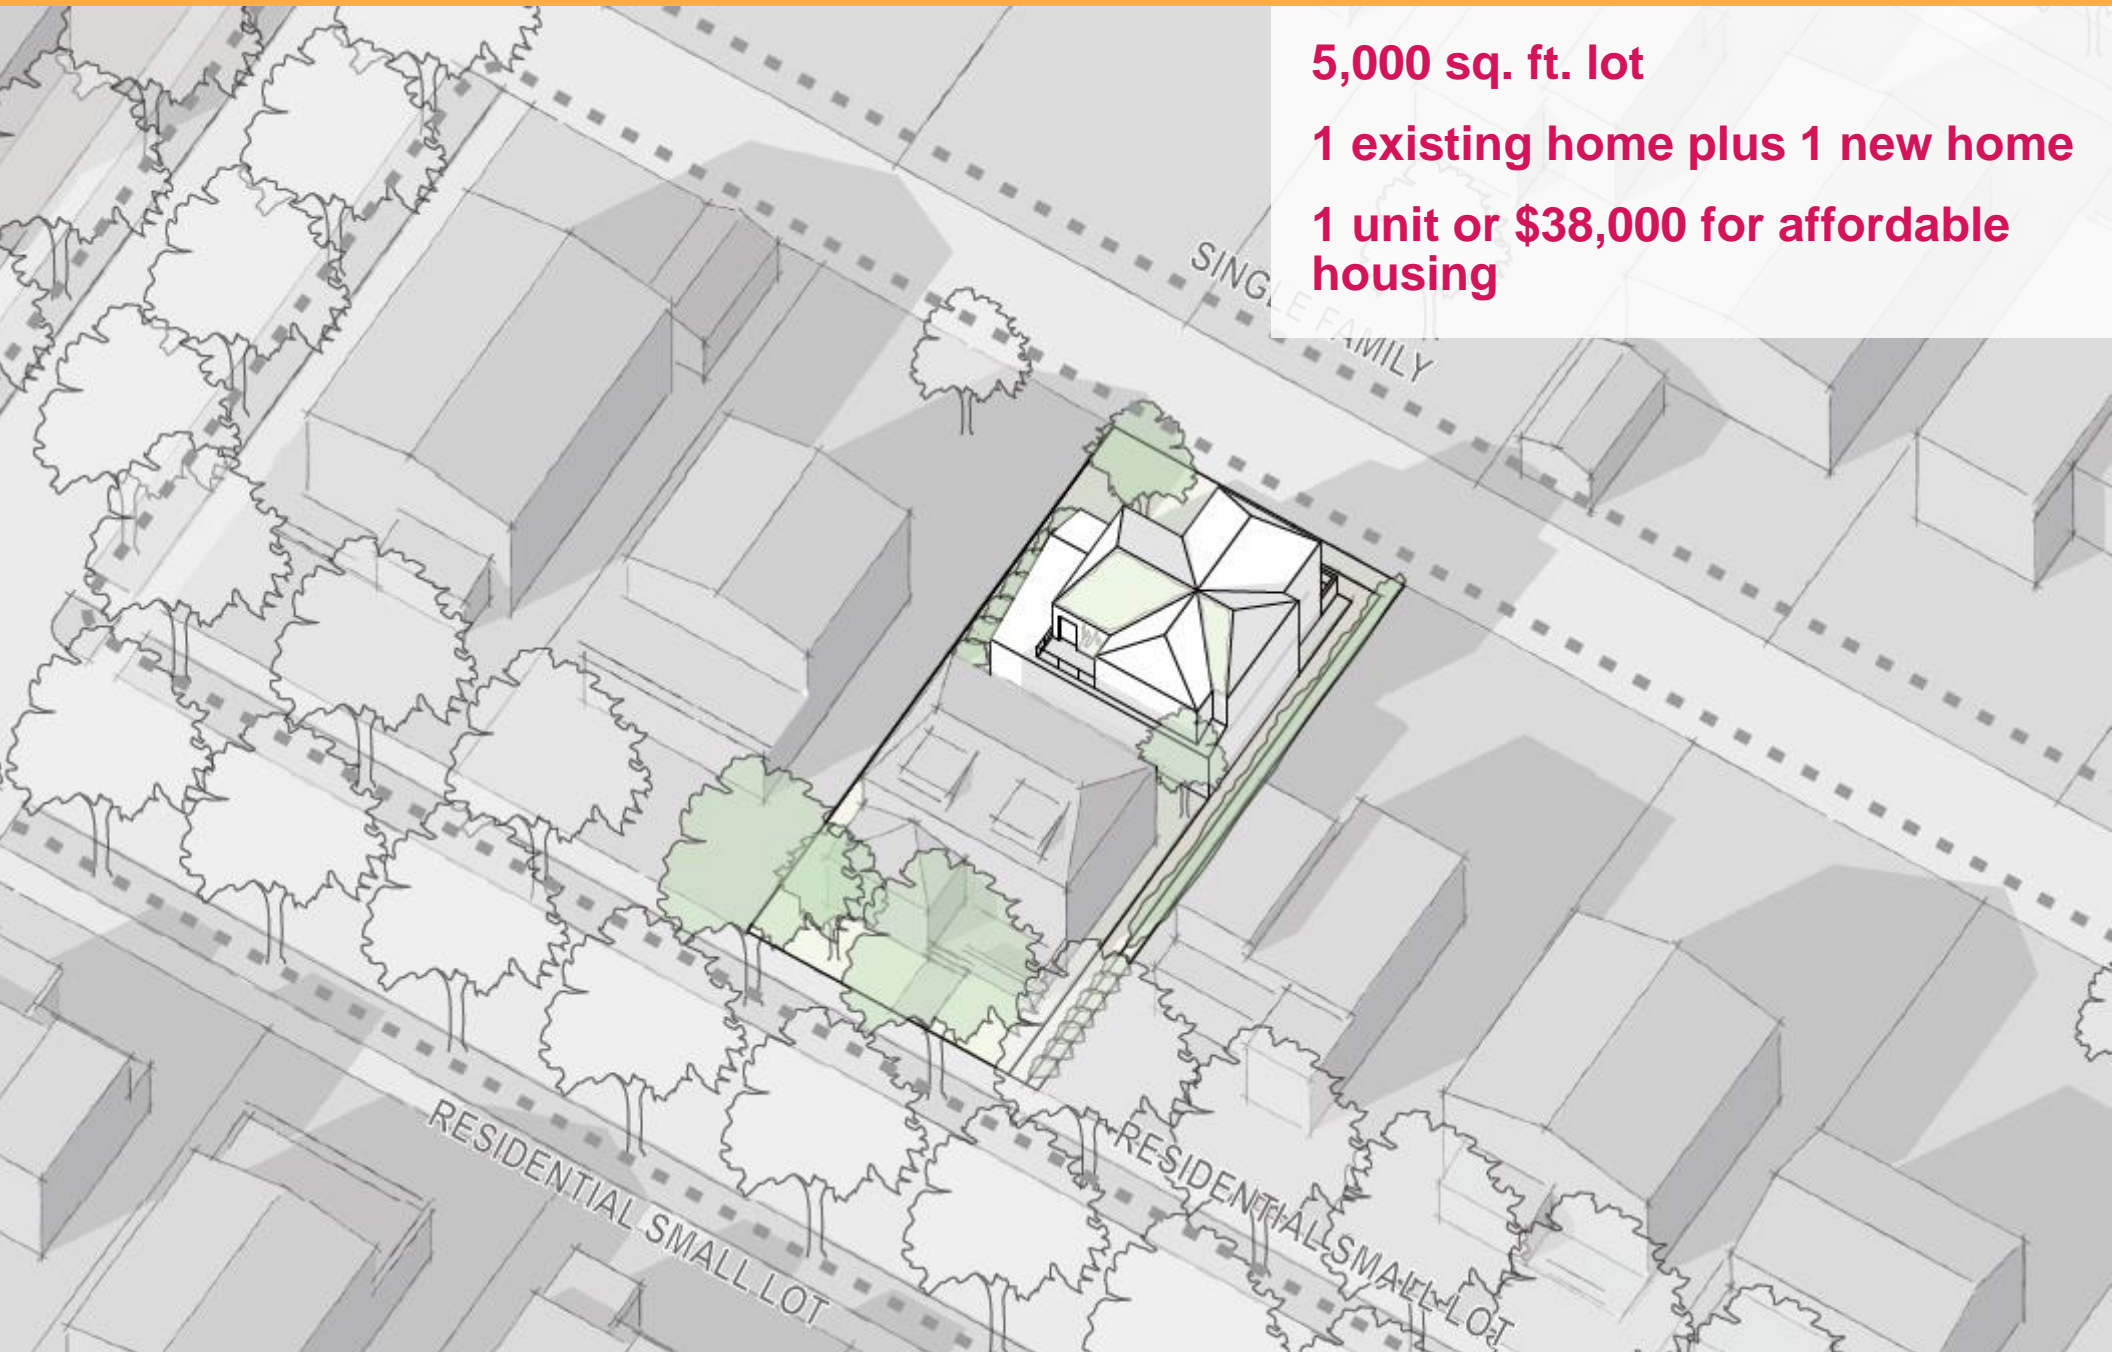 5,000 sq. ft. lot
1 existing home plus 1 new home
1 unit or $38,000 for affordable
housing
SINGLE FAMILY
RESIDENTIAL SMALL LOT
RESIDENTIAL SMALL LOT